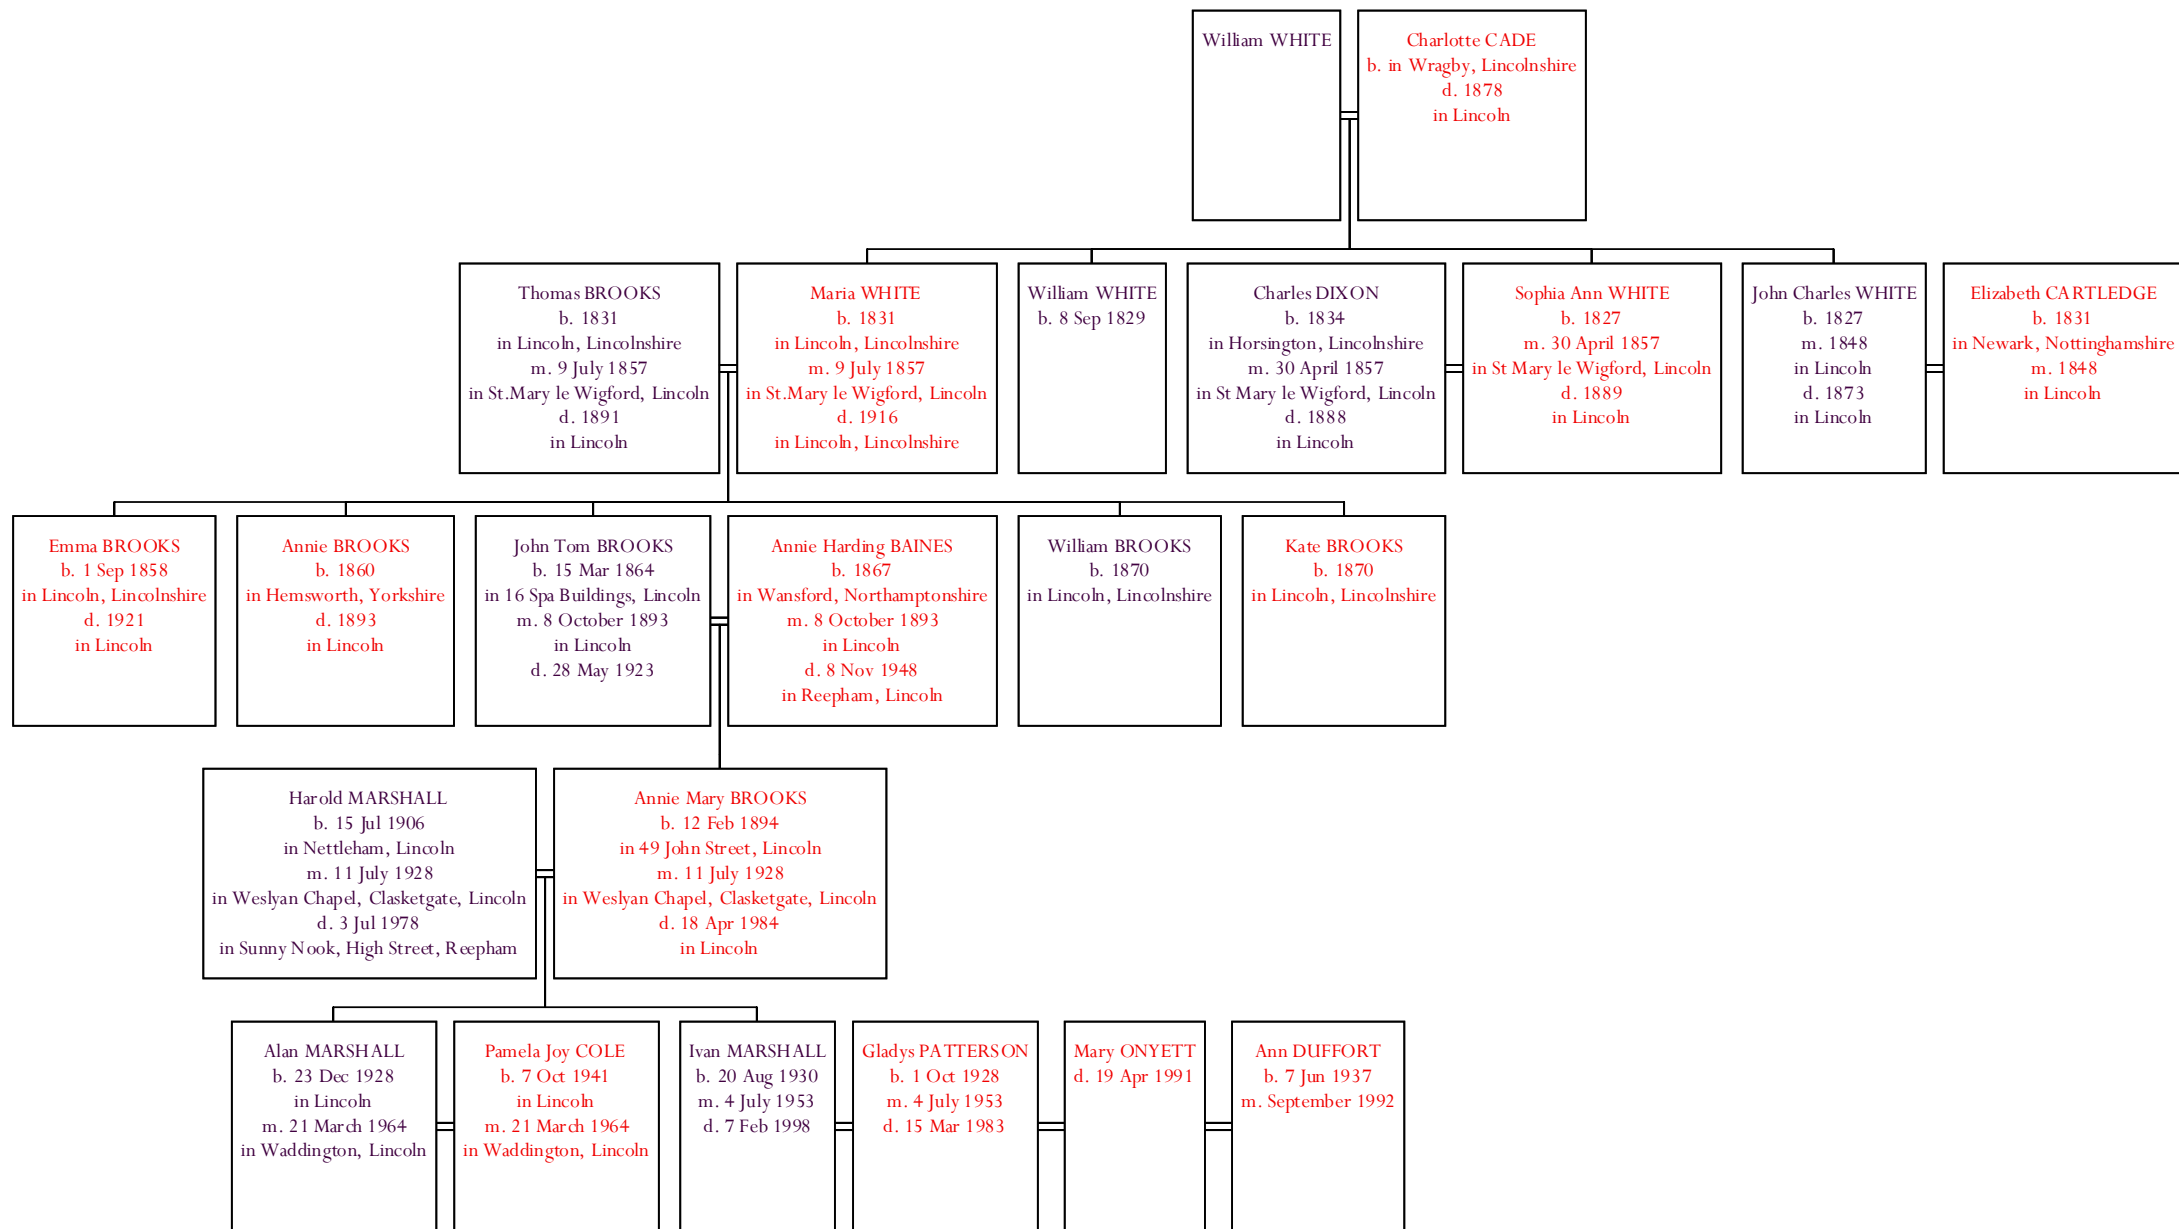 William WHITE
Charlotte CADE
b. in Wragby, Lincolnshire
d. 1878
in Lincoln
Thomas BROOKS
b. 1831
in Lincoln, Lincolnshire
m. 9 July 1857
in St.Mary le Wigford, Lincoln
d. 1891
in Lincoln
Maria WHITE
b. 1831
in Lincoln, Lincolnshire
m. 9 July 1857
in St.Mary le Wigford, Lincoln
d. 1916
in Lincoln, Lincolnshire
William WHITE
b. 8 Sep 1829
Charles DIXON
b. 1834
in Horsington, Lincolnshire
m. 30 April 1857
in St Mary le Wigford, Lincoln
d. 1888
in Lincoln
Sophia Ann WHITE
b. 1827
m. 30 April 1857
in St Mary le Wigford, Lincoln
d. 1889
in Lincoln
John Charles WHITE
b. 1827
m. 1848
in Lincoln
d. 1873
in Lincoln
Elizabeth CARTLEDGE
b. 1831
in Newark, Nottinghamshire
m. 1848
in Lincoln
Emma BROOKS
b. 1 Sep 1858
in Lincoln, Lincolnshire
d. 1921
in Lincoln
Annie BROOKS
b. 1860
in Hemsworth, Yorkshire
d. 1893
in Lincoln
John Tom BROOKS
b. 15 Mar 1864
in 16 Spa Buildings, Lincoln
m. 8 October 1893
in Lincoln
d. 28 May 1923
Annie Harding BAINES
b. 1867
in Wansford, Northamptonshire
m. 8 October 1893
in Lincoln
d. 8 Nov 1948
in Reepham, Lincoln
William BROOKS
b. 1870
in Lincoln, Lincolnshire
Kate BROOKS
b. 1870
in Lincoln, Lincolnshire
Harold MARSHALL
b. 15 Jul 1906
in Nettleham, Lincoln
m. 11 July 1928
in Weslyan Chapel, Clasketgate, Lincoln
d. 3 Jul 1978
in Sunny Nook, High Street, Reepham
Annie Mary BROOKS
b. 12 Feb 1894
in 49 John Street, Lincoln
m. 11 July 1928
in Weslyan Chapel, Clasketgate, Lincoln
d. 18 Apr 1984
in Lincoln
Alan MARSHALL
b. 23 Dec 1928
in Lincoln
m. 21 March 1964
in Waddington, Lincoln
Pamela Joy COLE
b. 7 Oct 1941
in Lincoln
m. 21 March 1964
in Waddington, Lincoln
Ivan MARSHALL
b. 20 Aug 1930
m. 4 July 1953
d. 7 Feb 1998
Gladys PATTERSON
b. 1 Oct 1928
m. 4 July 1953
d. 15 Mar 1983
Mary ONYETT
d. 19 Apr 1991
Ann DUFFORT
b. 7 Jun 1937
m. September 1992